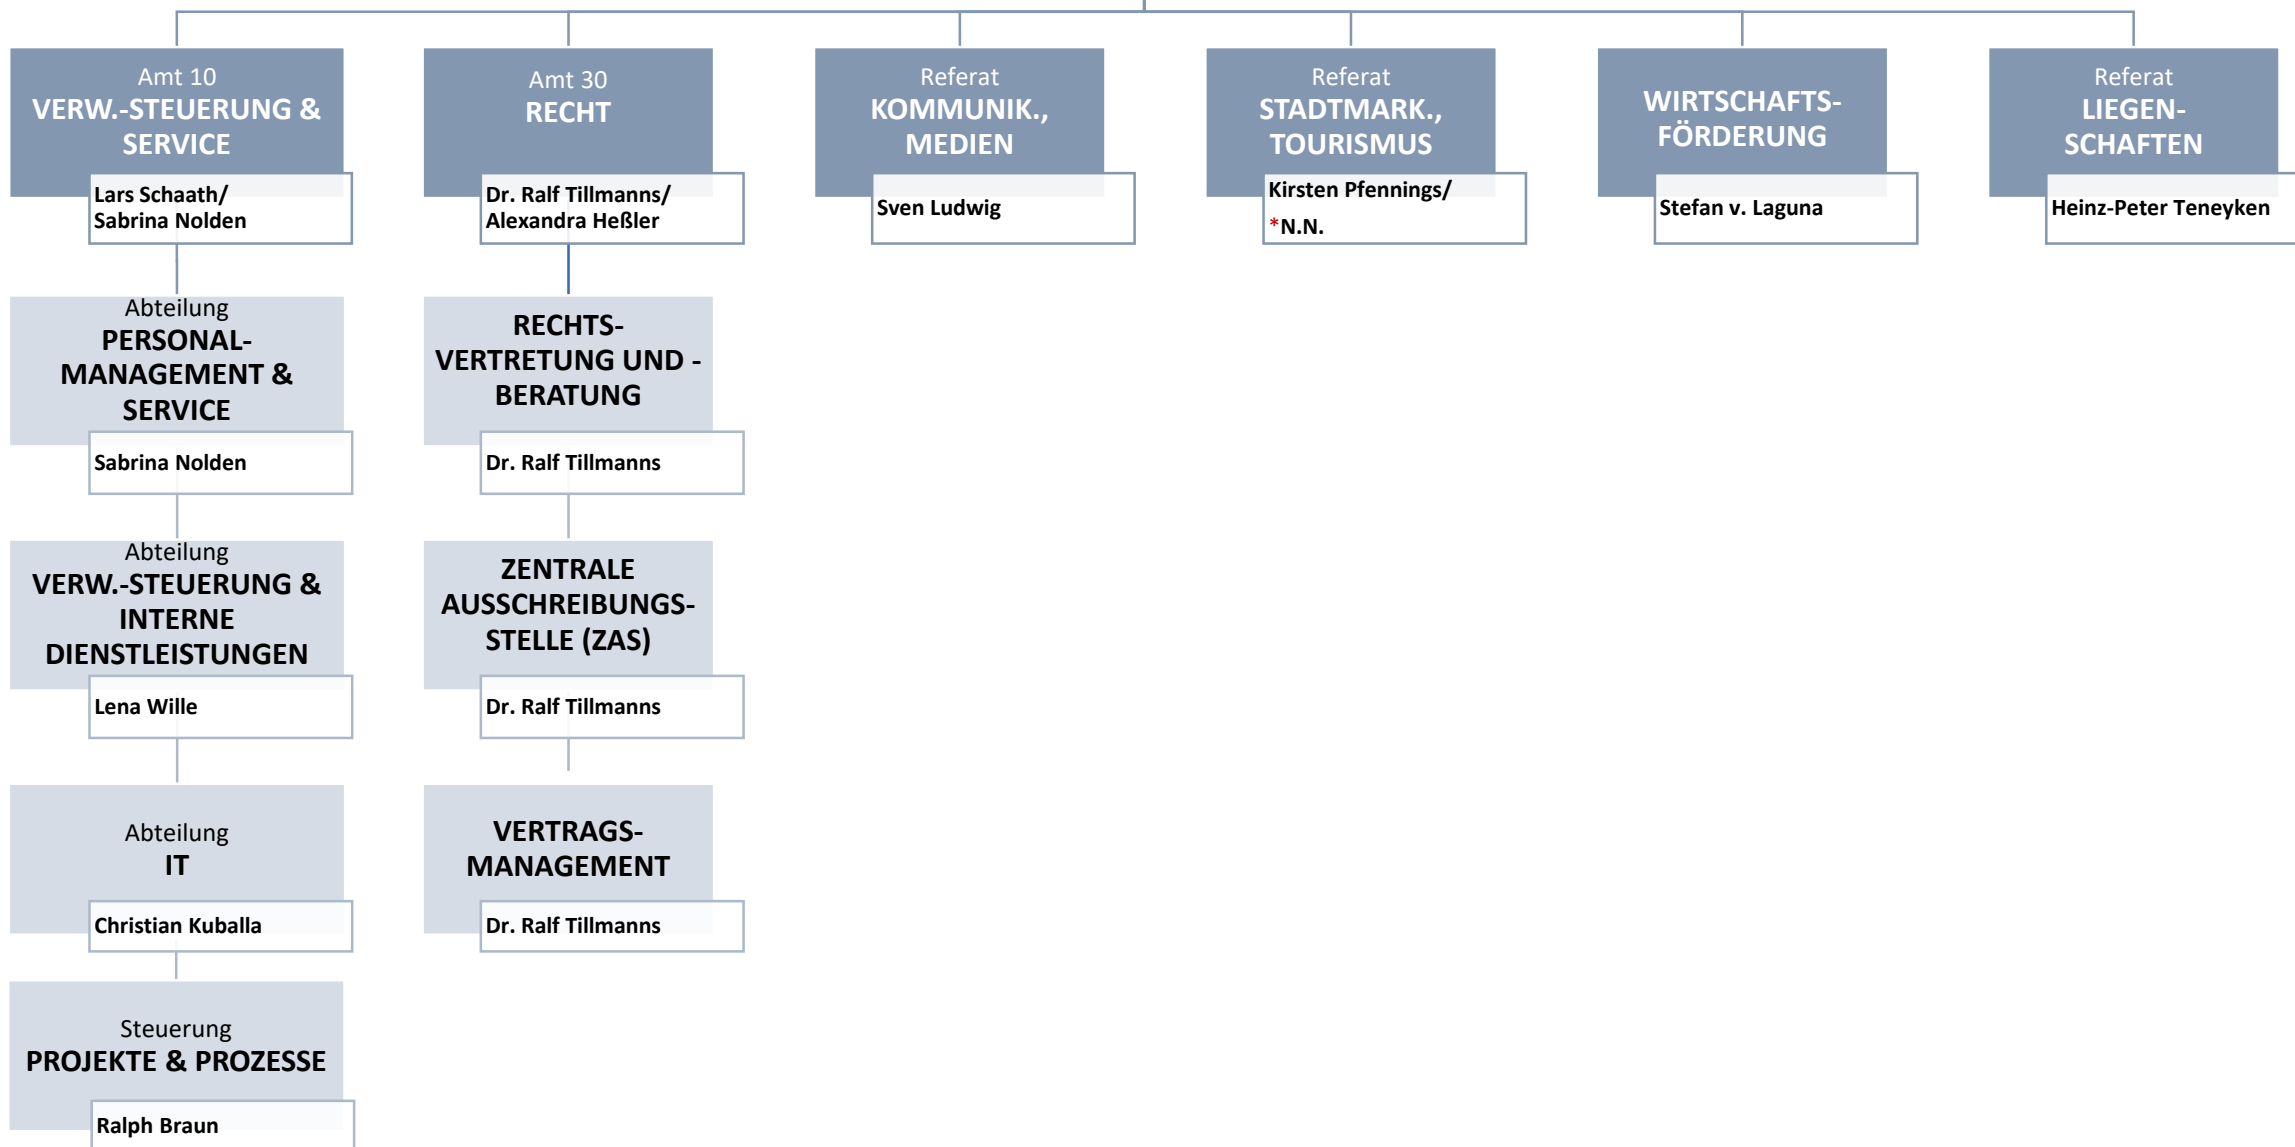 Amt 10
VERW.-STEUERUNG &
SERVICE
Lars Schaath/
Sabrina Nolden
Amt 30
RECHT
Dr. Ralf Tillmanns/
Alexandra Heßler
Referat
KOMMUNIK.,
MEDIEN
Sven Ludwig
Referat
STADTMARK.,
TOURISMUS
Kirsten Pfennings/
*N.N.
WIRTSCHAFTS-
FÖRDERUNG
Stefan v. Laguna
Referat
LIEGEN-
SCHAFTEN
Heinz-Peter Teneyken
Abteilung
PERSONAL-
MANAGEMENT &
SERVICE
Sabrina Nolden
RECHTS-
VERTRETUNG UND -
BERATUNG
Dr. Ralf Tillmanns
Abteilung
VERW.-STEUERUNG &
INTERNE
DIENSTLEISTUNGEN
Lena Wille
ZENTRALE
AUSSCHREIBUNGS-
STELLE (ZAS)
Dr. Ralf Tillmanns
Abteilung
IT
Christian Kuballa
VERTRAGS-
MANAGEMENT
Dr. Ralf Tillmanns
Steuerung
PROJEKTE & PROZESSE
Ralph Braun